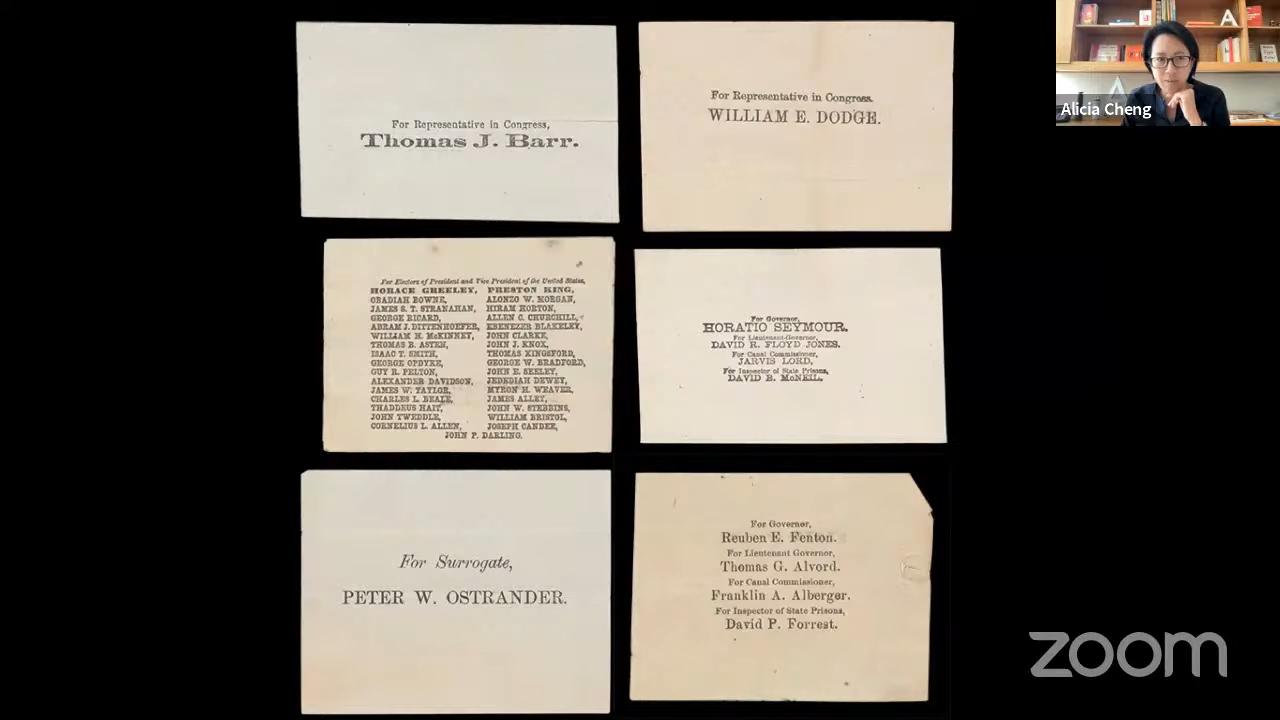 For Representative in Congress,
Thomas J. Barr.
For Representative in Congress.
WILLIAM E. DODGE.
For Electors of President and Vice President of the United States,
HORACE GREELEY, PRESTON KING,
OBADIAH BOWNE, ALONZO W. MORGAN,
JAMES S. T. STRANAHAN, HIRAM HORTON,
GEORGE RICARD, ALLEN C. CHURCHILL,
ABRAM J. DITTENHOEFER, EBENEZER BLAKELEY,
WILLIAM H. McKINNEY, JOHN CLARKE,
THOMAS B. ASTEN, JOHN J. KNOX,
ISAAC T. SMITH, THOMAS KINGSFORD,
GEORGE OPDYKE, GEORGE W. BRADFORD,
GUY R. PELTON, JOHN E. SEELEY,
ALEXANDER DAVIDSON, JEDEDIAH DEWEY,
JAMES W. TAYLOR, MYRON H. WEAVER,
CHARLES L. BEALE, JAMES ALLEY,
THADDEUS HAIT, JOHN W. STEBBINS,
JOHN TWEDDLE, WILLIAM BRISTOL,
CORNELIUS L. ALLEN, JOSEPH CANDEE,
JOHN P. DARLING.
For Governor,
HORATIO SEYMOUR.
For Lieutenant-Governor,
DAVID R. FLOYD JONES.
For Canal Commissioner,
JARVIS LORD,
For Inspector of State Prisons,
DAVID B. McNEIL.
For Surrogate,
PETER W. OSTRANDER.
For Governor,
Reuben E. Fenton.
For Lieutenant Governor,
Thomas G. Alvord.
For Canal Commissioner,
Franklin A. Alberger.
For Inspector of State Prisons,
David P. Forrest.
A
Alicia Cheng
zoom